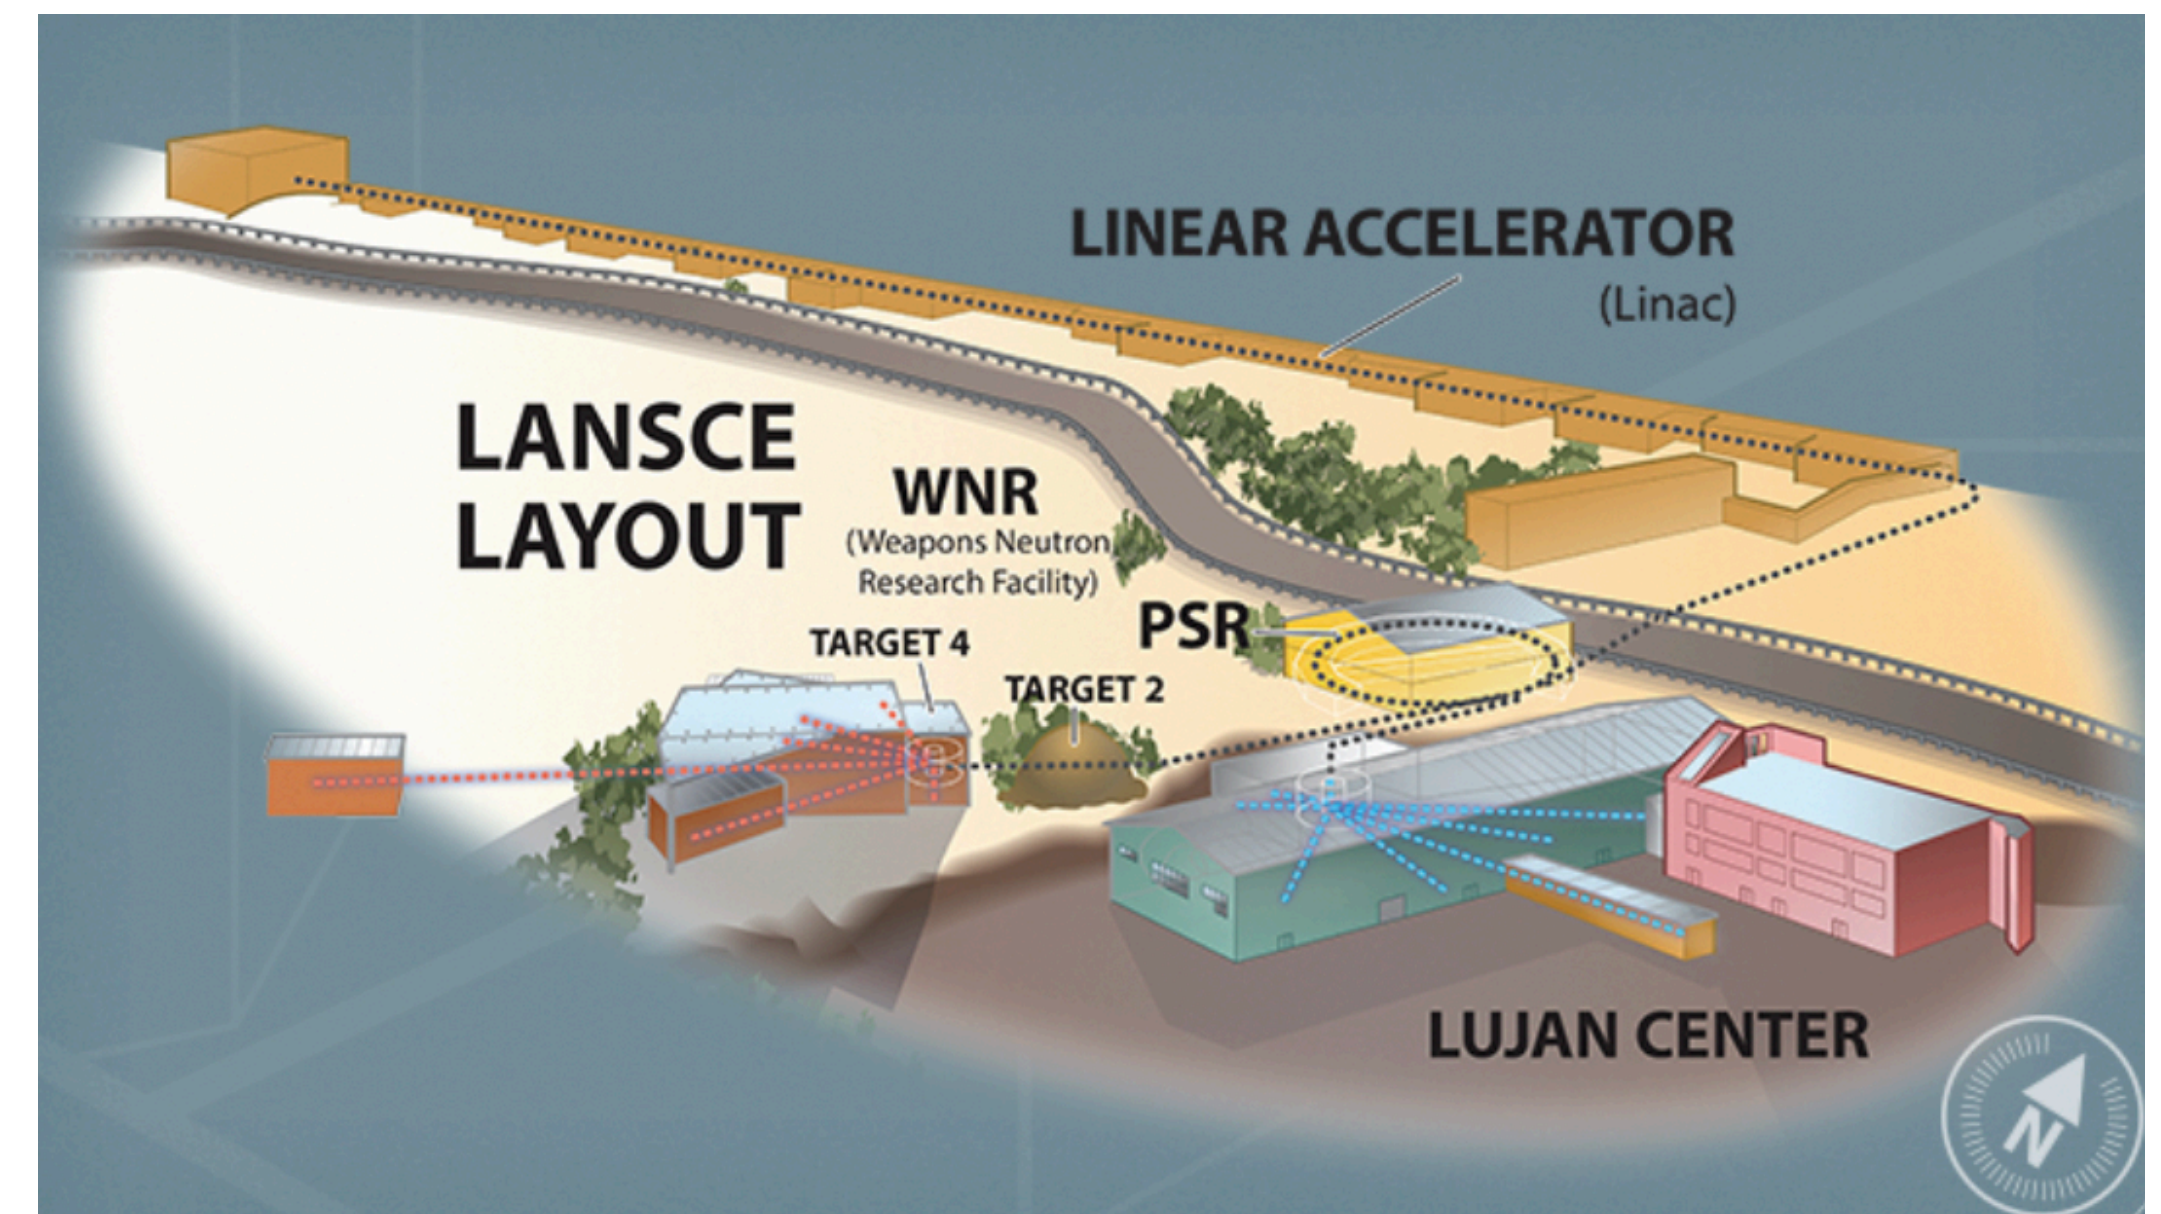 LINEAR ACCELERATOR
(Linac)
LANSCE
LAYOUT
WNR
(Weapons Neutron
Research Facility)
PSR
TARGET 4
TARGET 2
LUJAN CENTER
N